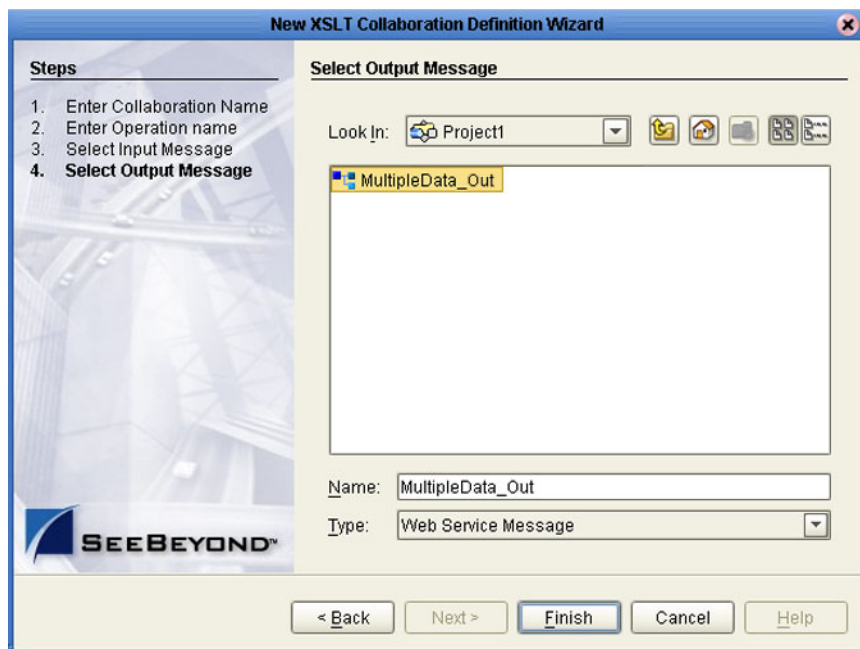 New XSLT Collaboration Definition Wizard
Steps
1. Enter Collaboration Name
2. Enter Operation name
3. Select Input Message
4. Select Output Message
SEEBEYOND™
Select Output Message
Look In: Project1
MultipleData_Out
Name: MultipleData_Out
Type: Web Service Message
< Back Next > Finish Cancel Help